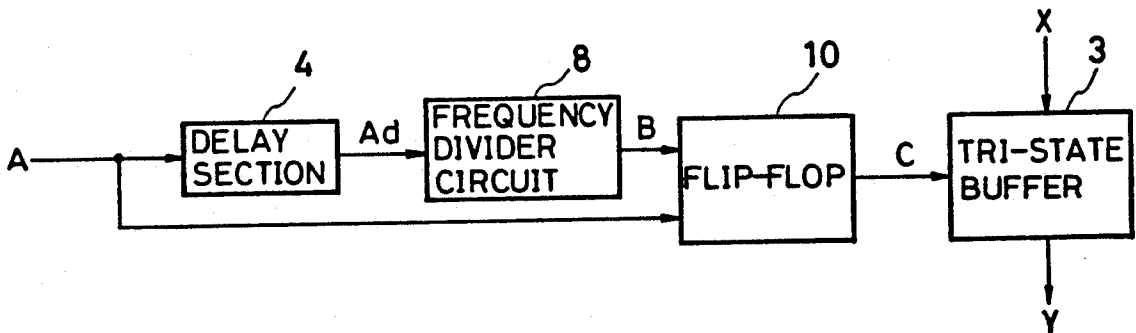 X
4
8
10
3
A
DELAY
SECTION
Ad
FREQUENCY
DIVIDER
CIRCUIT
B
FLIP-FLOP
C
TRI-STATE
BUFFER
Y